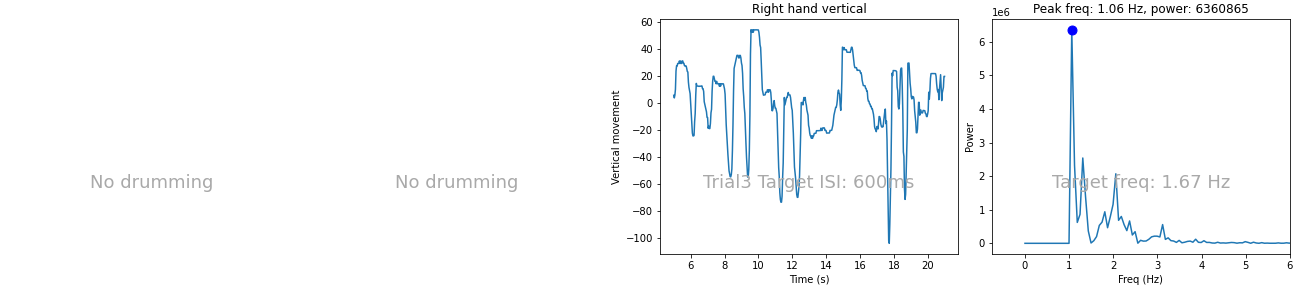 No drumming
No drumming
Right hand vertical
60
40
20
0
−20
−40
−60
−80
−100
Vertical movement
6
8
10
12
14
16
18
20
Time (s)
Trial3 Target ISI: 600ms
Peak freq: 1.06 Hz, power: 6360865
1e6
6
5
4
3
2
1
0
Power
0
1
2
3
4
5
6
Freq (Hz)
Target freq: 1.67 Hz